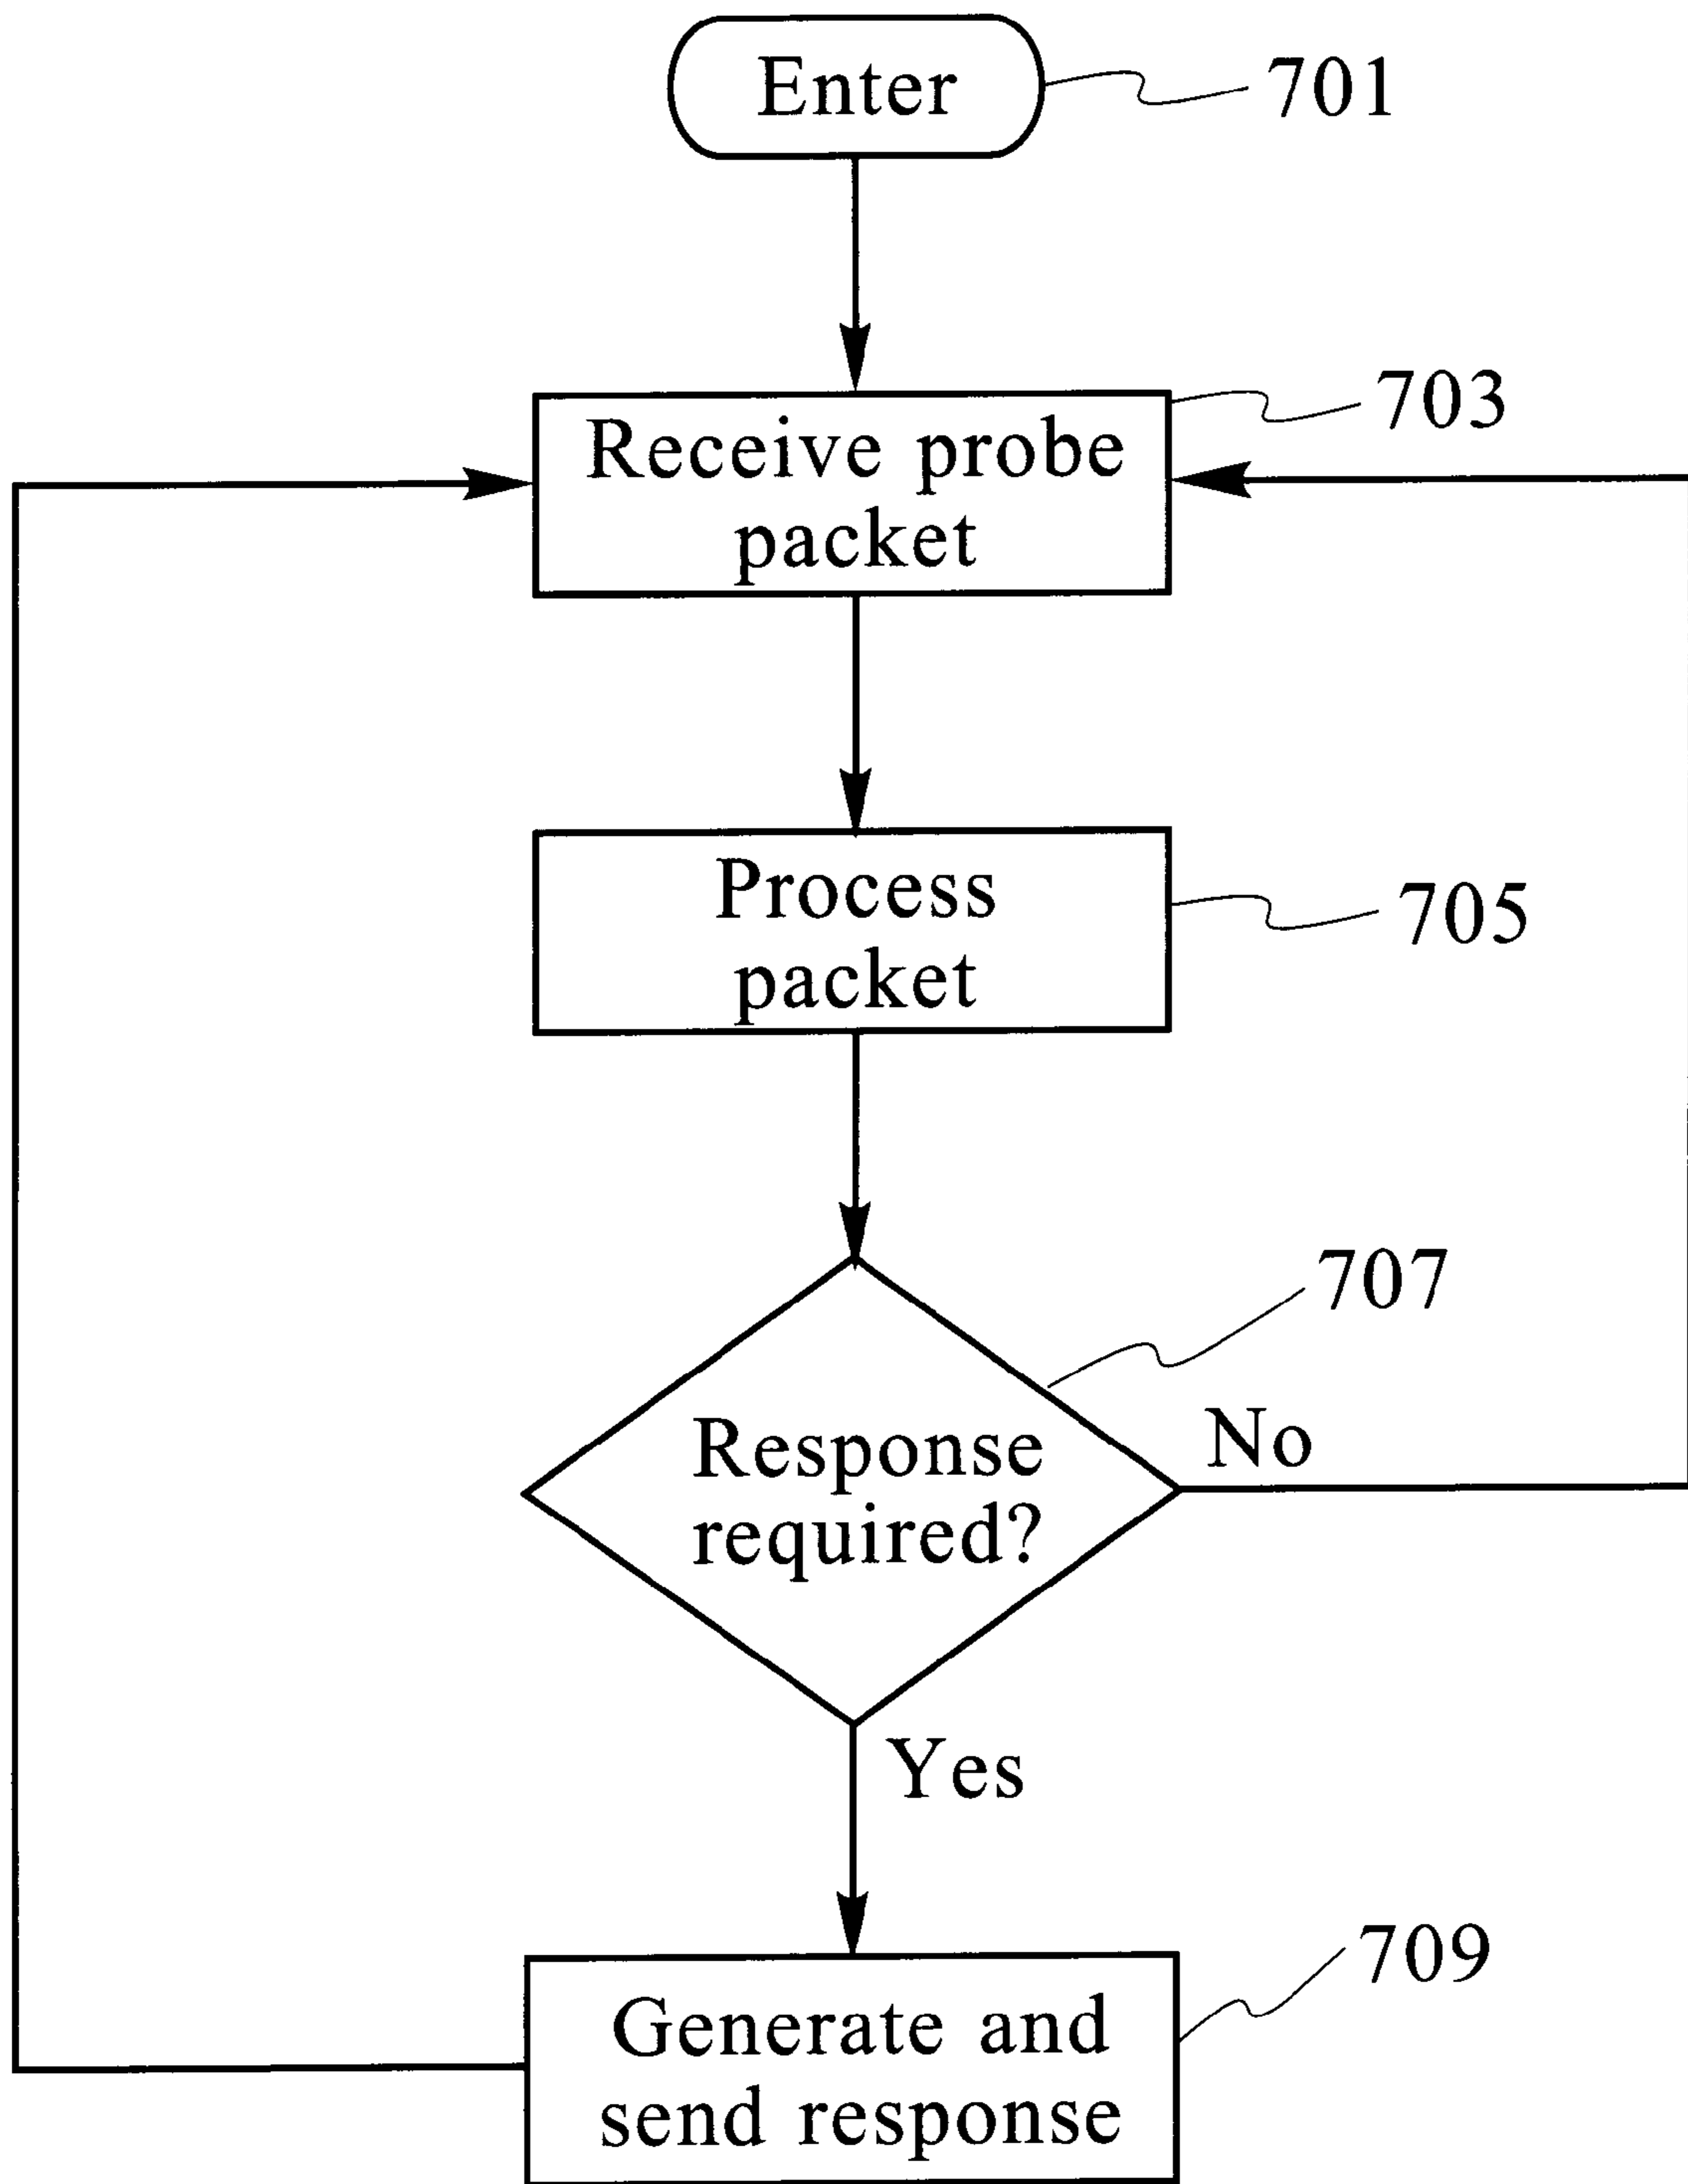 Enter
701
Receive probe
packet
703
Process
packet
705
Response
required?
707
No
Yes
Generate and
send response
709